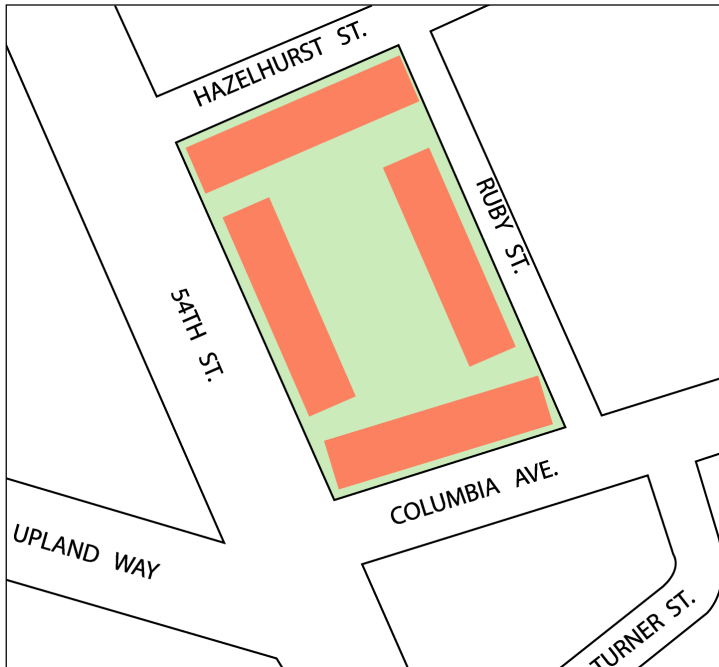 HAZELHURST ST.
RUBY ST.
54TH ST.
COLUMBIA AVE.
UPLAND WAY
TURNER ST.